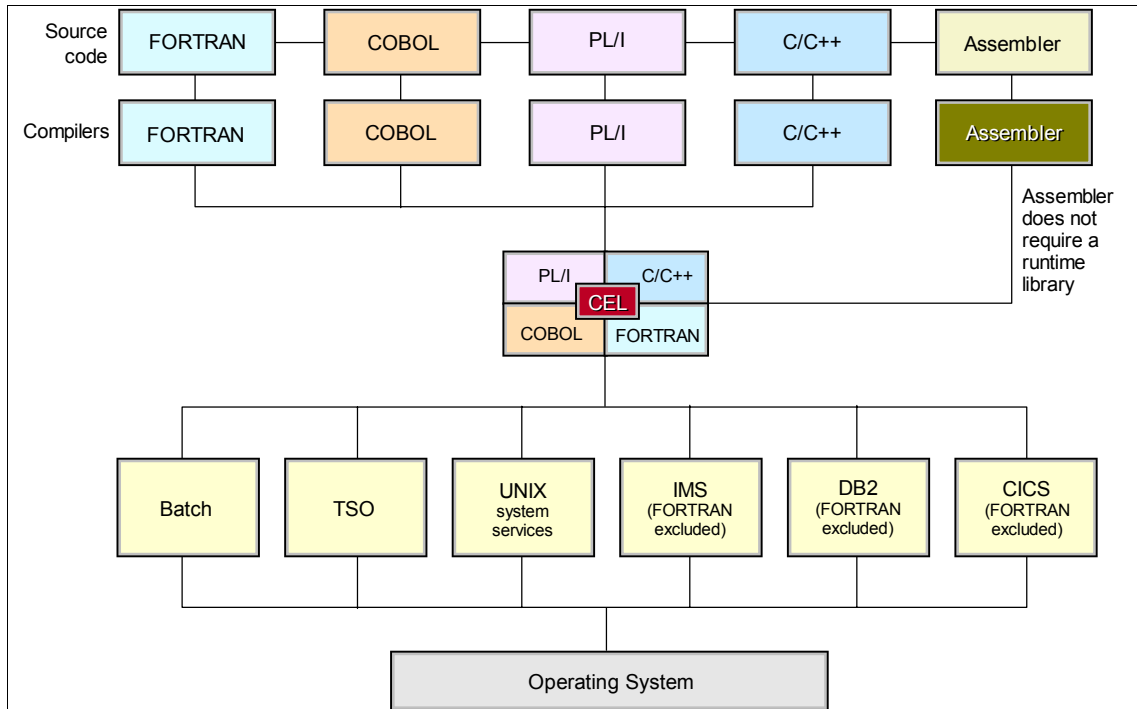 Source
code
FORTRAN
COBOL
PL/I
C/C++
Assembler
Compilers
FORTRAN
COBOL
PL/I
C/C++
Assembler
Assembler
does not
require a
runtime
library
PL/I
C/C++
CEL
COBOL
FORTRAN
Batch
TSO
UNIX
system
services
IMS
(FORTRAN
excluded)
DB2
(FORTRAN
excluded)
CICS
(FORTRAN
excluded)
Operating System